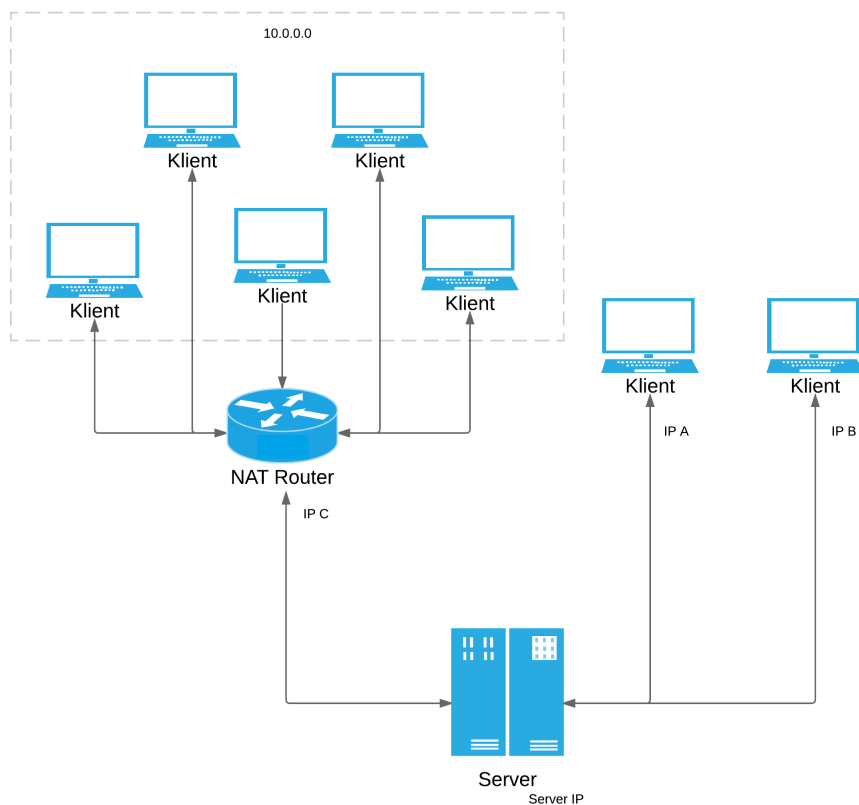 10.0.0.0
Klient
Klient
Klient
Klient
Klient
Klient
Klient
IP A
IP B
NAT Router
IP C
Server
Server IP